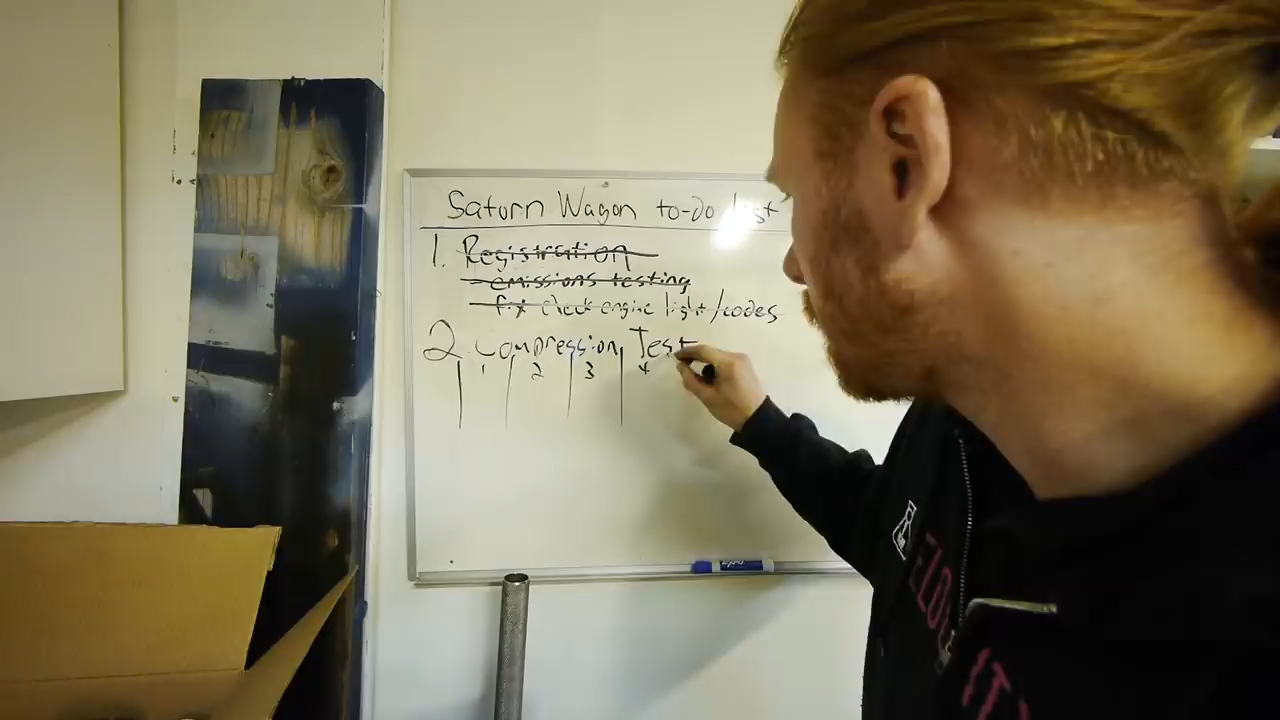 Saturn Wagon to-do list
1. Registration
- emissions testing
- fix check engine light/codes
2. Compression Test
1 2 3 4
EXPO